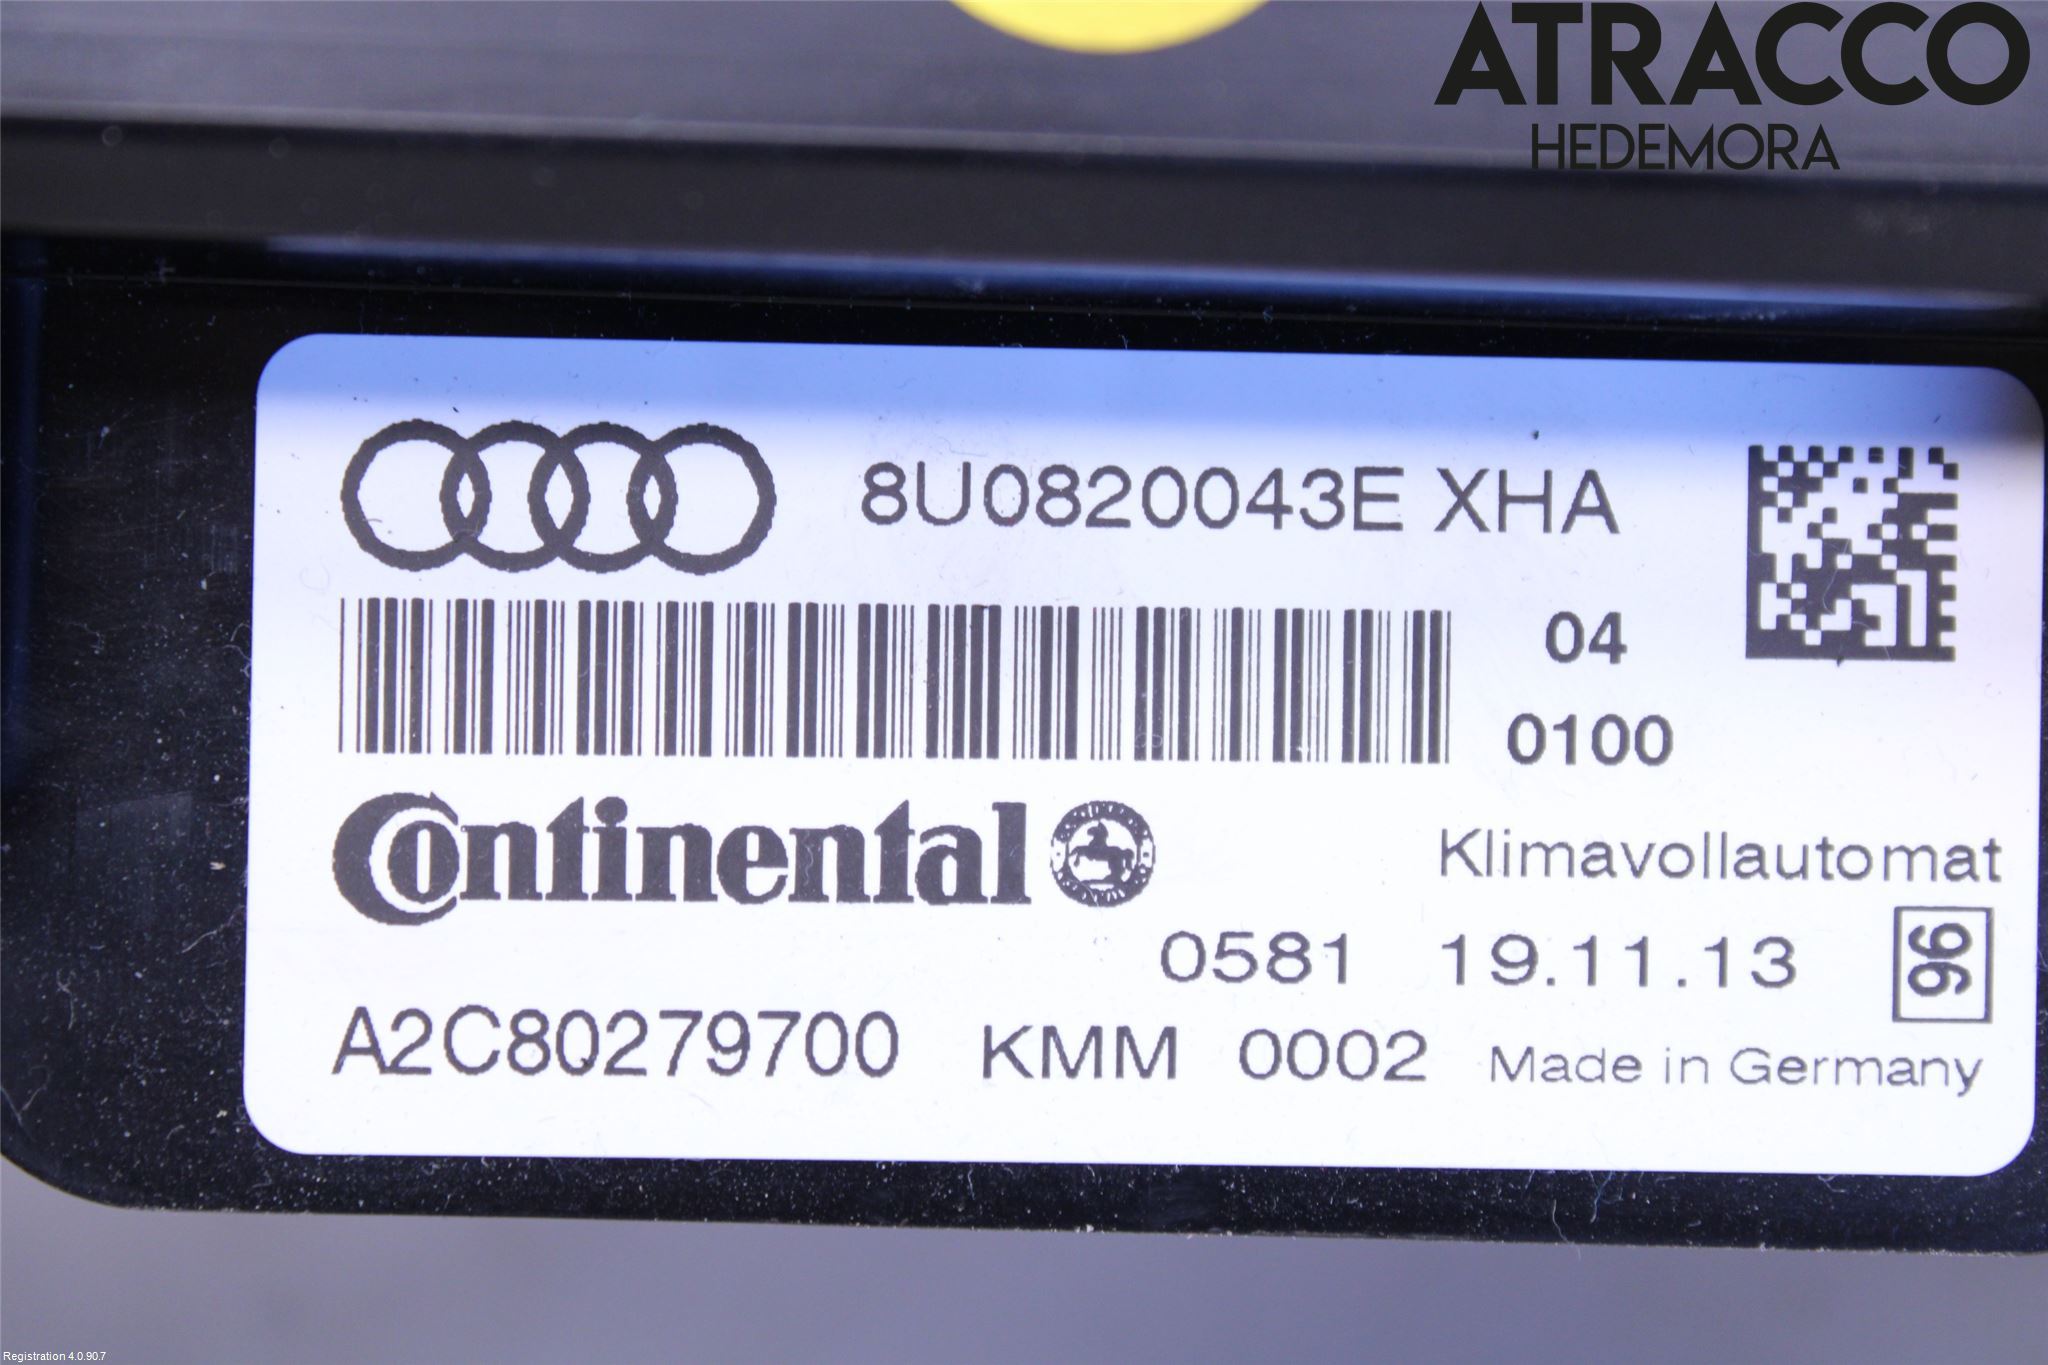 ATRACCO
HEDEMORA
8U0820043E XHA
04
0100
Continental
Klimavollautomat
0581 19.11.13
96
A2C80279700 KMM 0002 Made in Germany
Registration 4.0.90.7